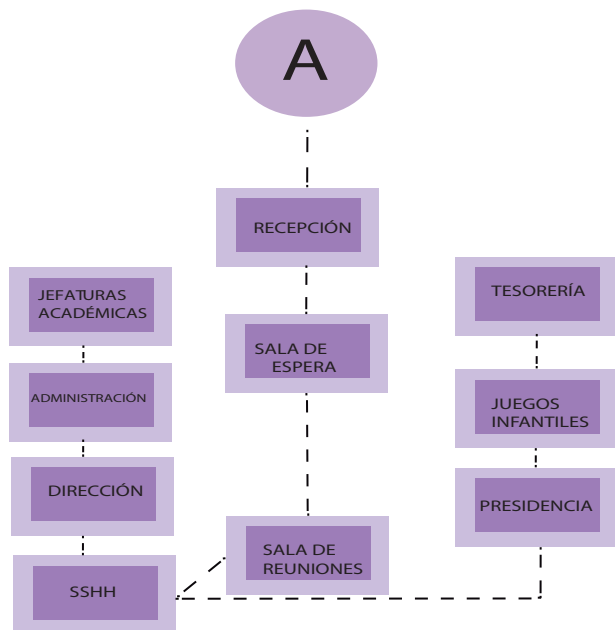 A
RECEPCIÓN
SALA DE
ESPERA
SALA DE
REUNIONES
JEFATURAS
ACADÉMICAS
ADMINISTRACIÓN
DIRECCIÓN
SSHH
TESORERÍA
JUEGOS
INFANTILES
PRESIDENCIA